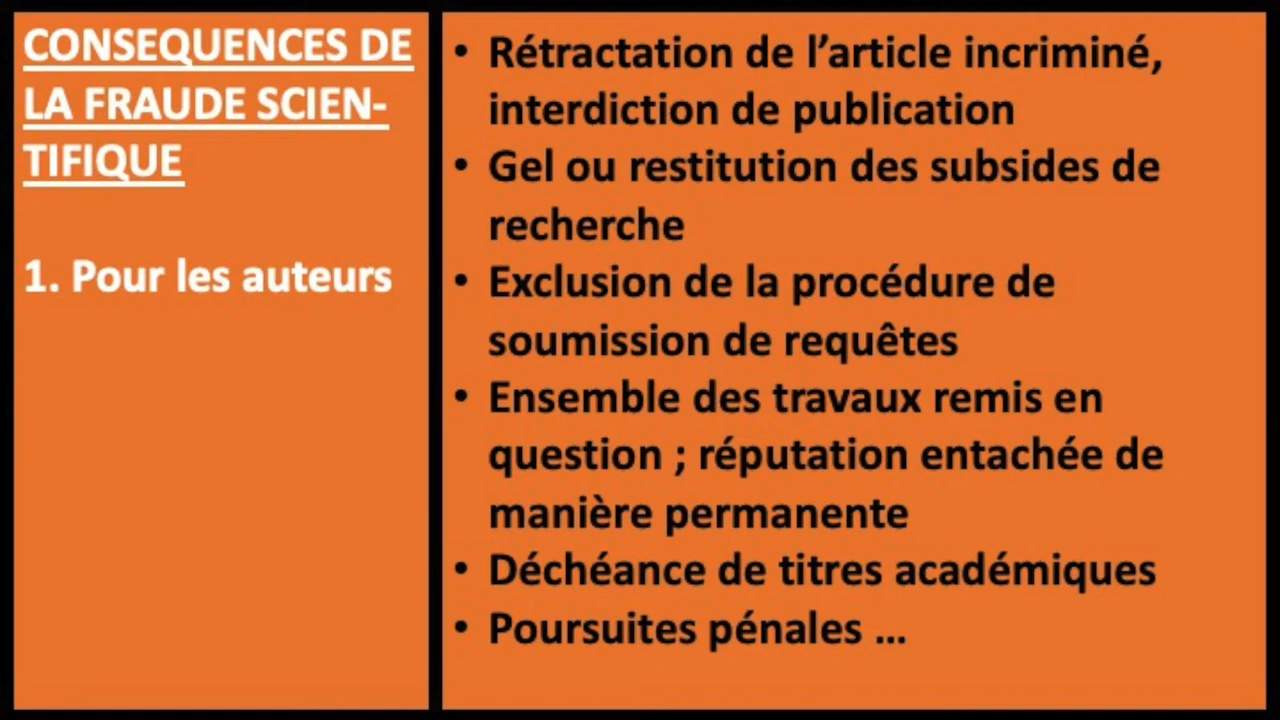 CONSEQUENCES DE
LA FRAUDE SCIEN-
TIFIQUE
1. Pour les auteurs
• Rétractation de l’article incriminé,
interdiction de publication
• Gel ou restitution des subsides de
recherche
• Exclusion de la procédure de
soumission de requêtes
• Ensemble des travaux remis en
question ; réputation entachée de
manière permanente
• Déchéance de titres académiques
• Poursuites pénales ...